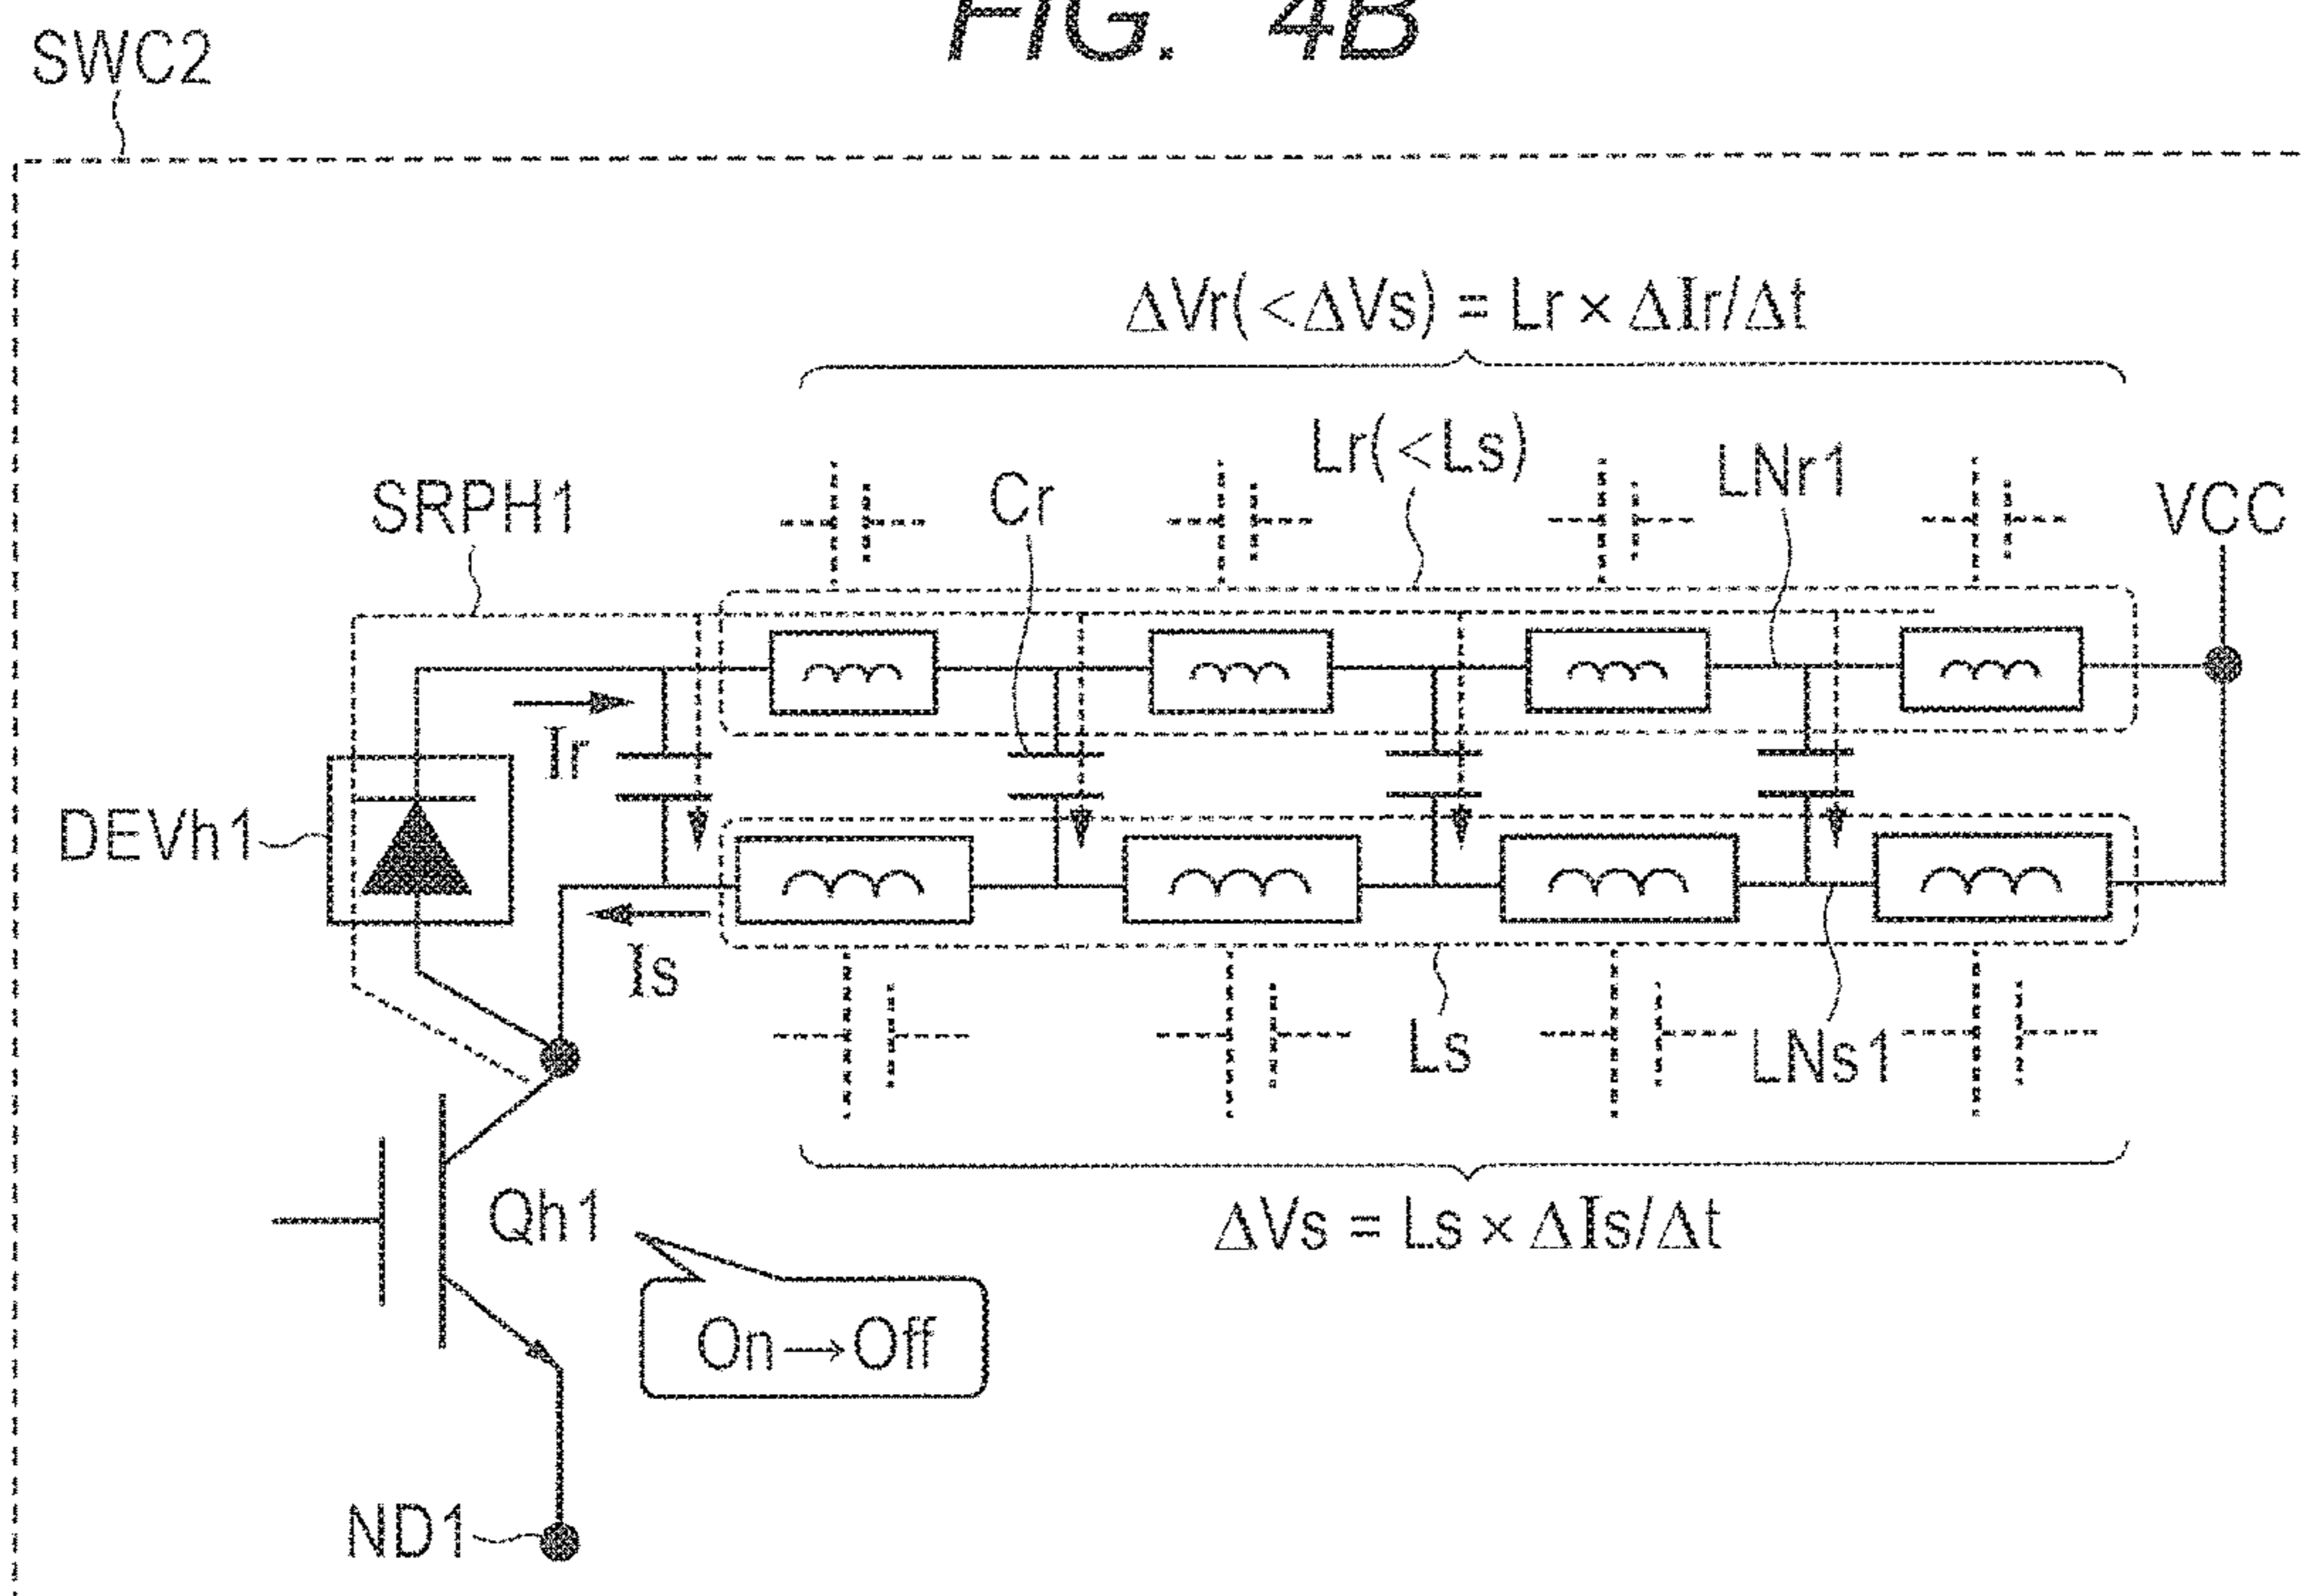 FIG. 4B
SWC2
ΔVr(<ΔVs) = Lr × ΔIr/Δt
Lr(<Ls)
LNr1
Cr
SRPH1
VCC
Ir
DEVh1
Is
Ls
LNs1
Qh1
ΔVs = Ls × ΔIs/Δt
On→Off
ND1